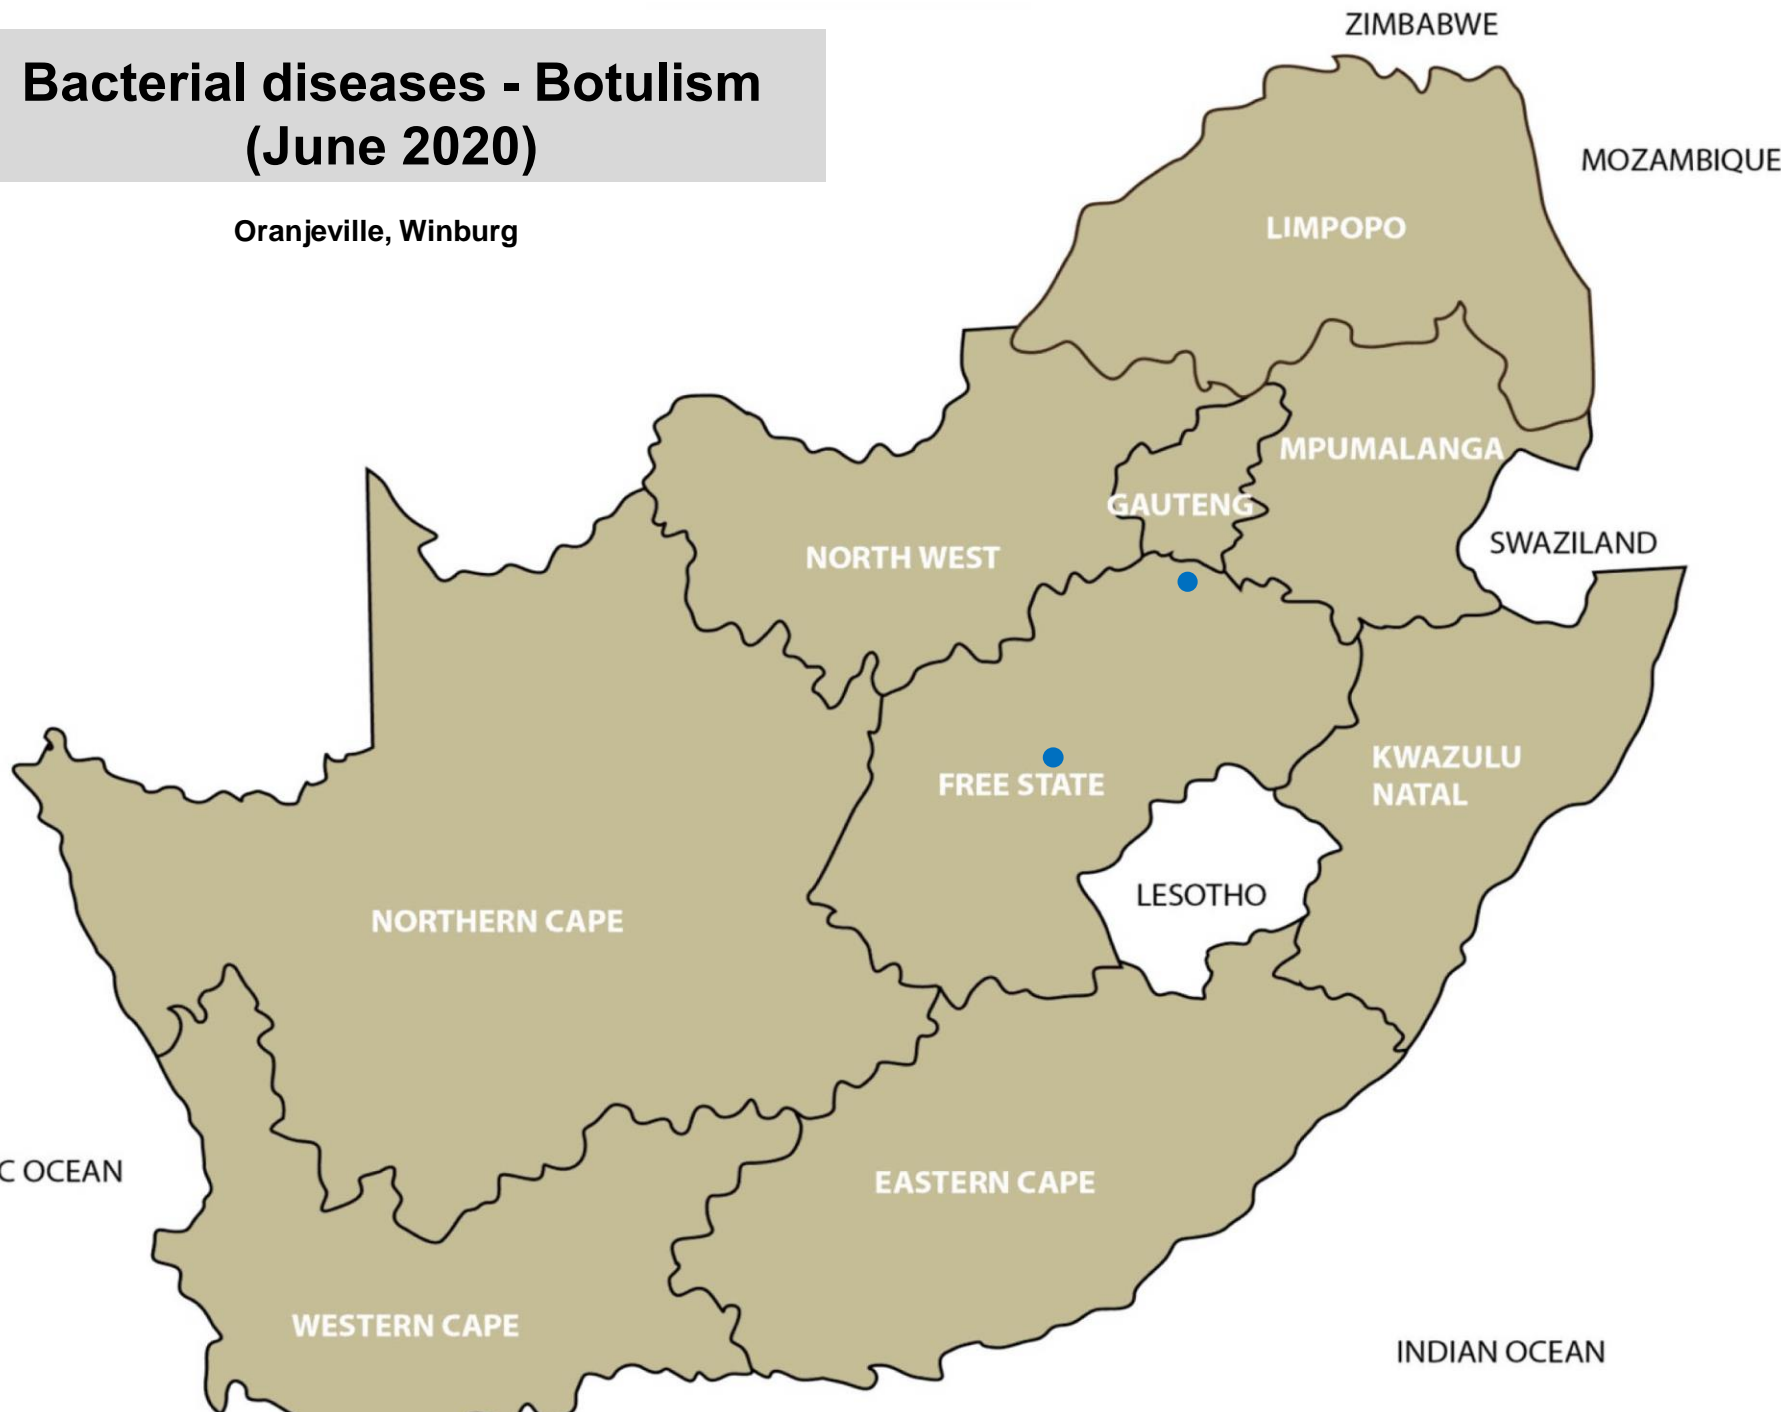 Bacterial diseases - Botulism
(June 2020)
Oranjeville, Winburg
ZIMBABWE
MOZAMBIQUE
LIMPOPO
MPUMALANGA
GAUTENG
SWAZILAND
NORTH WEST
KWAZULU
NATAL
FREE STATE
LESOTHO
NORTHERN CAPE
C OCEAN
EASTERN CAPE
WESTERN CAPE
INDIAN OCEAN